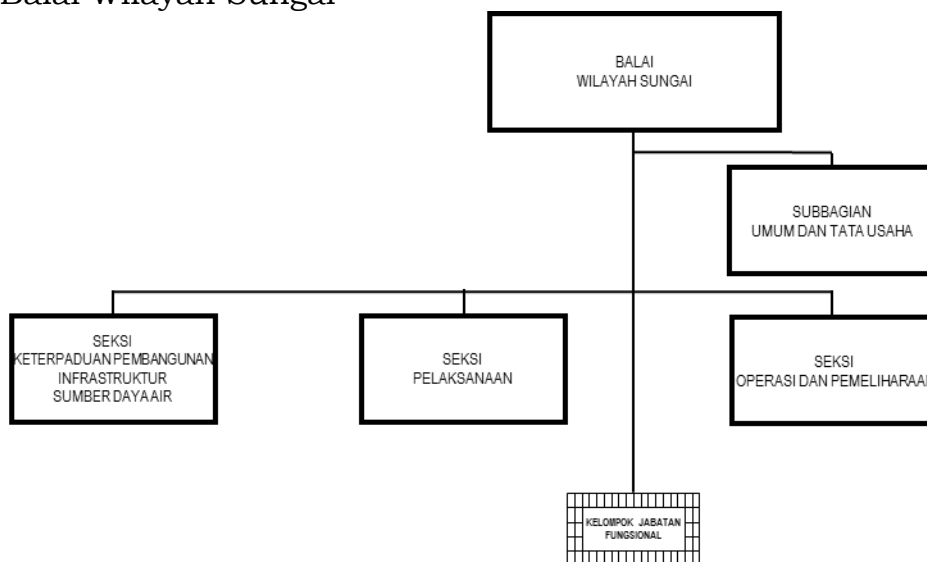 Balai Wilayah Sungai
BALAI
WILAYAH SUNGAI
SUBBAGIAN
UMUM DAN TATA USAHA
SEKSI
KETERPADUAN PEMBANGUNAN
INFRASTRUKTUR
SUMBER DAYA AIR
SEKSI
PELAKSANAAN
SEKSI
OPERASI DAN PEMELIHARAAN
KELOMPOK JABATAN
FUNGSIONAL